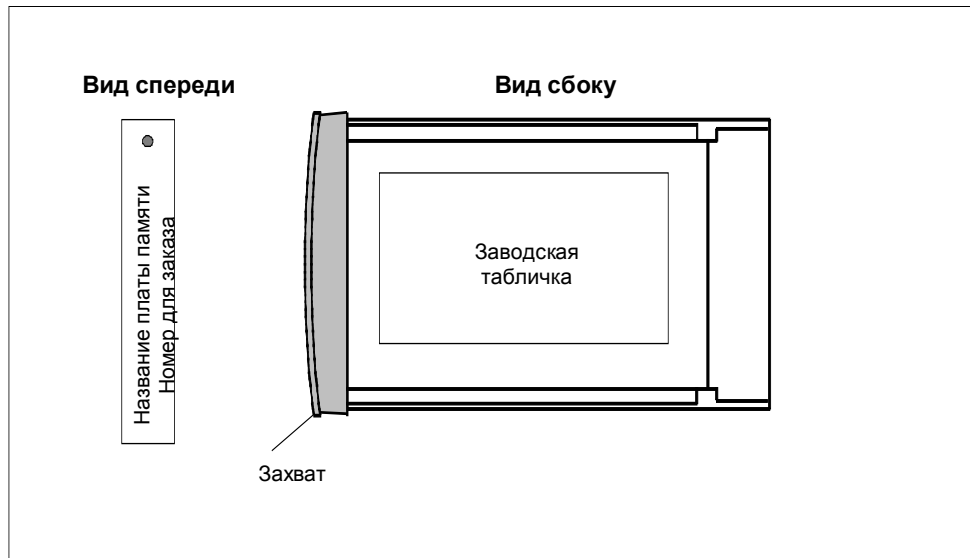 Вид спереди
Вид сбоку
Название платы памяти
Номер для заказа
Заводская
табличка
Захват